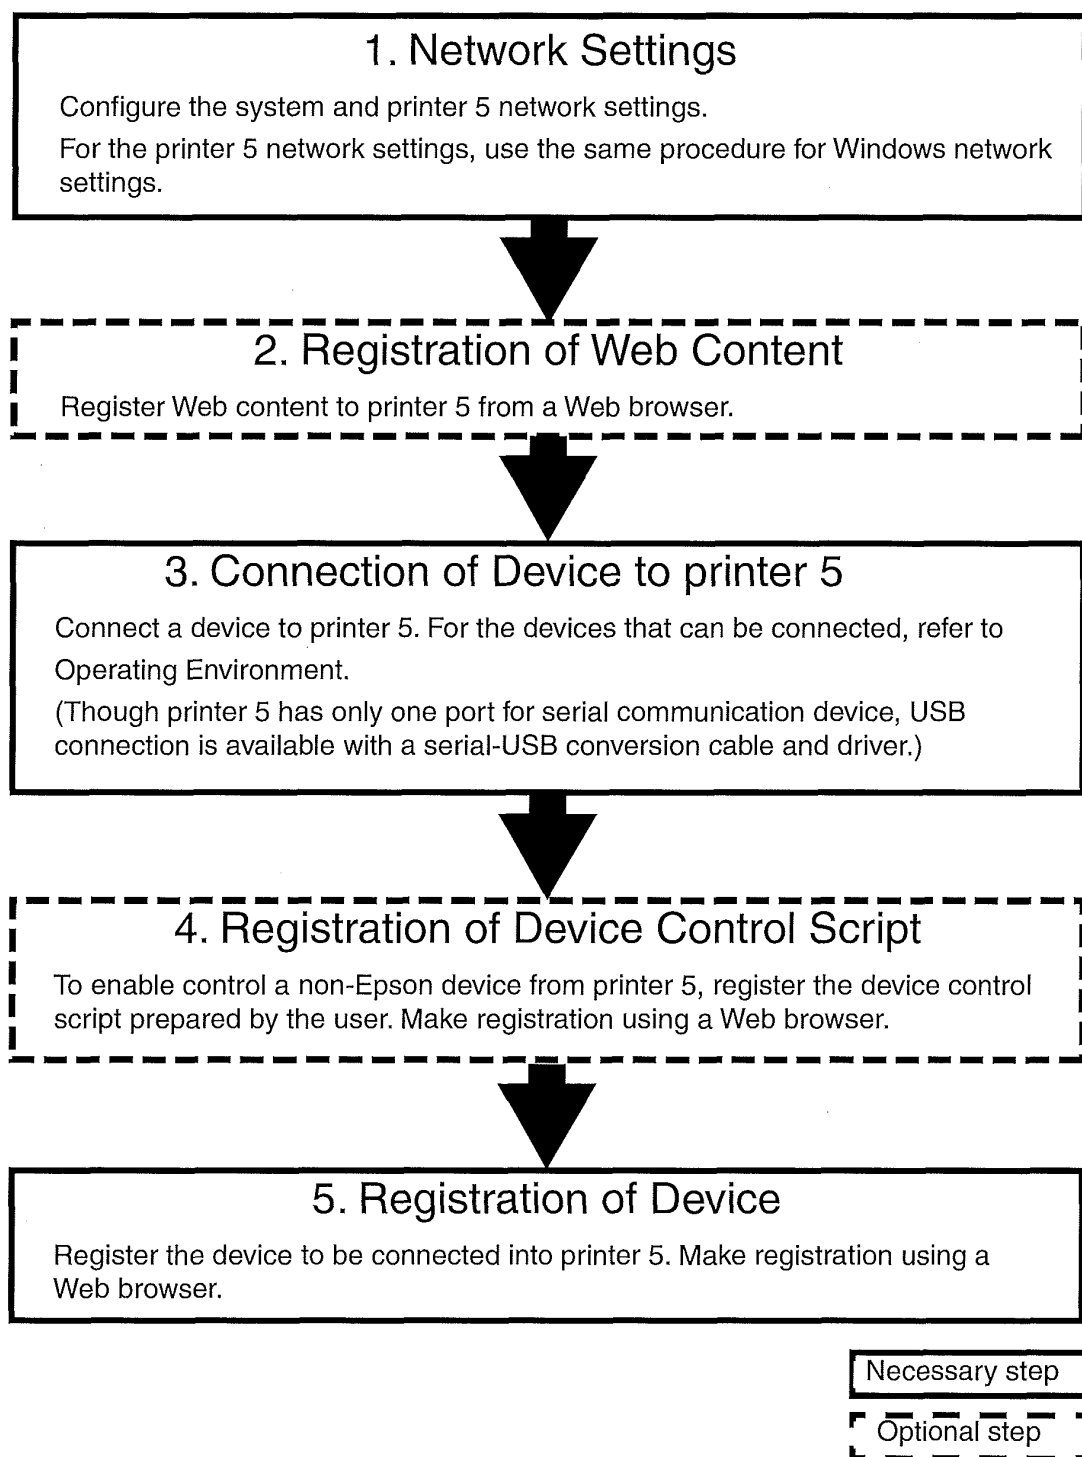 1. Network Settings
Configure the system and printer 5 network settings.
For the printer 5 network settings, use the same procedure for Windows network
settings.
2. Registration of Web Content
Register Web content to printer 5 from a Web browser.
3. Connection of Device to printer 5
Connect a device to printer 5. For the devices that can be connected, refer to
Operating Environment.
(Though printer 5 has only one port for serial communication device, USB
connection is available with a serial-USB conversion cable and driver.)
4. Registration of Device Control Script
To enable control a non-Epson device from printer 5, register the device control
script prepared by the user. Make registration using a Web browser.
5. Registration of Device
Register the device to be connected into printer 5. Make registration using a
Web browser.
Necessary step
Optional step